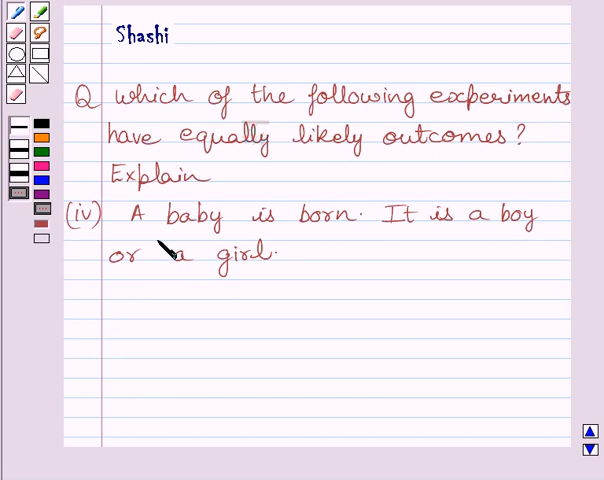 Shashi
Q which of the following experiments
have equally likely outcomes?
Explain
(iv) A baby is born. It is a boy
or a girl.